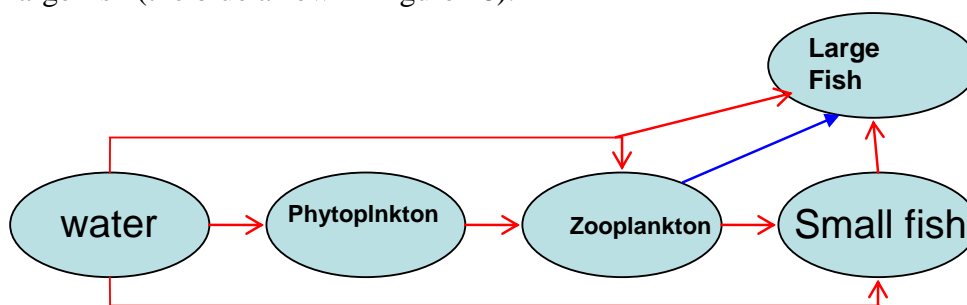 Large
Fish
water
Phytoplnkton
Zooplankton
Small fish